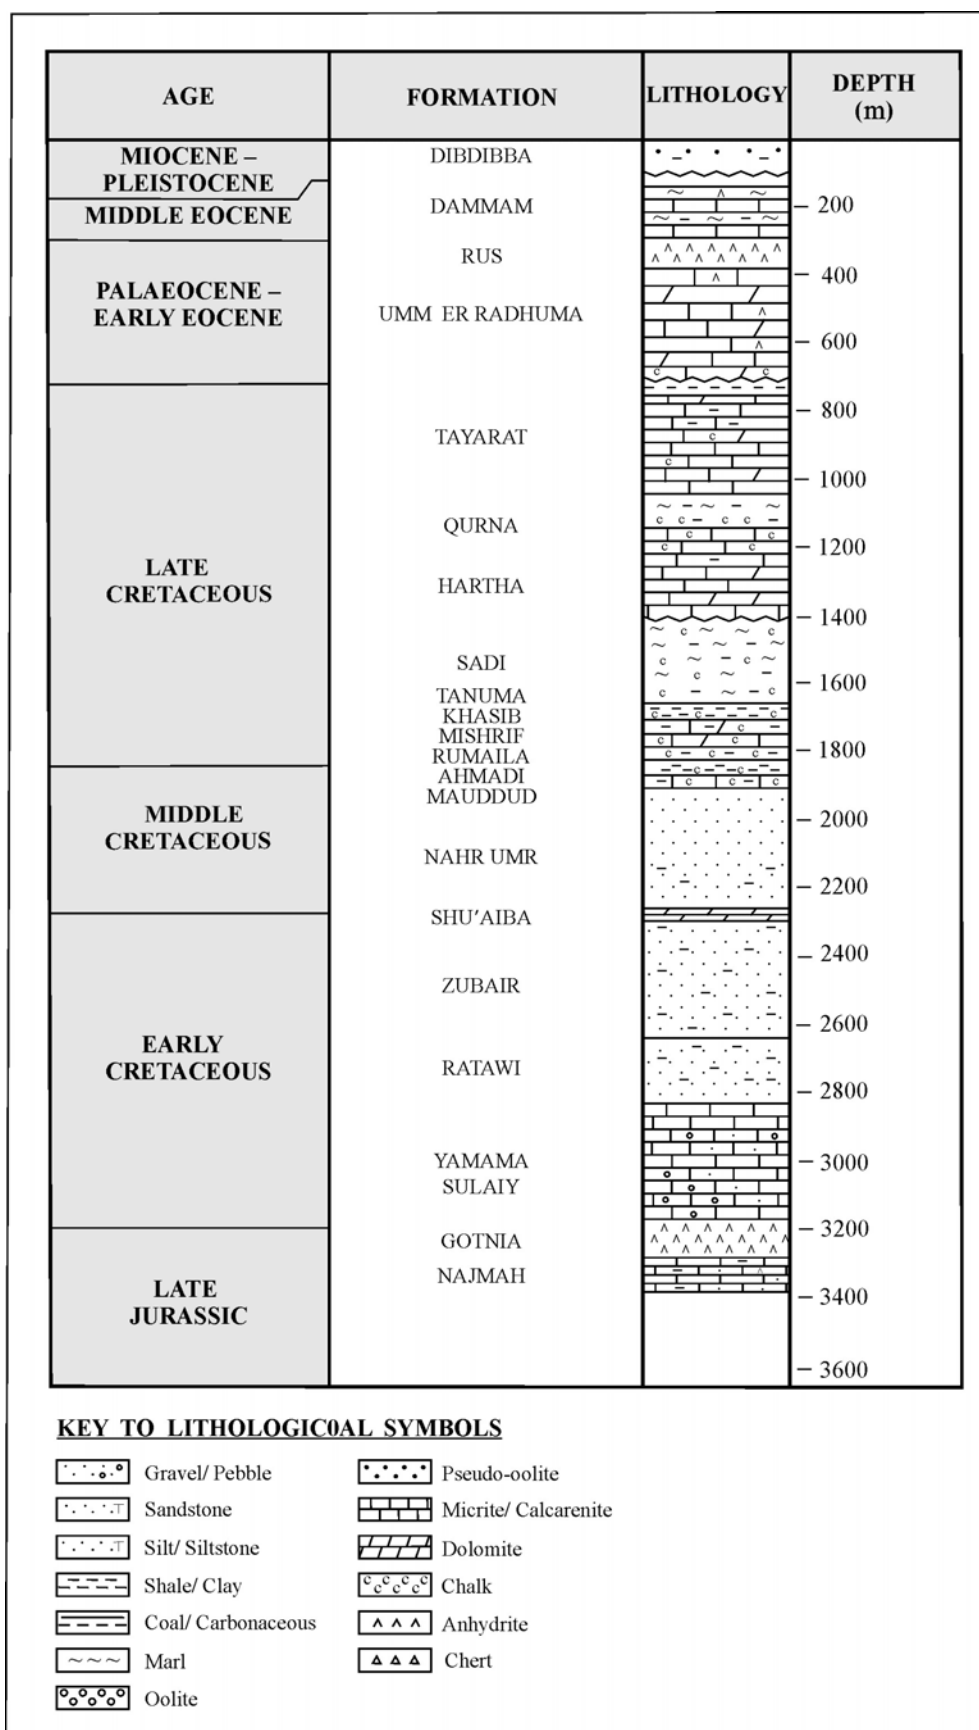 AGE
FORMATION
LITHOLOGY
DEPTH
(m)
MIOCENE –
PLEISTOCENE
MIDDLE EOCENE
PALAEOCENE –
EARLY EOCENE
LATE
CRETACEOUS
MIDDLE
CRETACEOUS
EARLY
CRETACEOUS
LATE
JURASSIC
DIBDIBBA
DAMMAM
RUS
UMM ER RADHUMA
TAYARAT
QURNA
HARTHA
SADI
TANUMA
KHASIB
MISHRIF
RUMAILA
AHMADI
MAUDDUD
NAHR UMR
SHU'AIBA
ZUBAIR
RATAWI
YAMAMA
SULAIY
GOTNIA
NAJMAH
200
400
600
800
1000
1200
1400
1600
1800
2000
2200
2400
2600
2800
3000
3200
3400
3600
KEY TO LITHOLOGIC0AL SYMBOLS
Gravel/ Pebble
Sandstone
Silt/ Siltstone
Shale/ Clay
Coal/ Carbonaceous
Marl
Oolite
Pseudo-oolite
Micrite/ Calcarenite
Dolomite
Chalk
Anhydrite
Chert